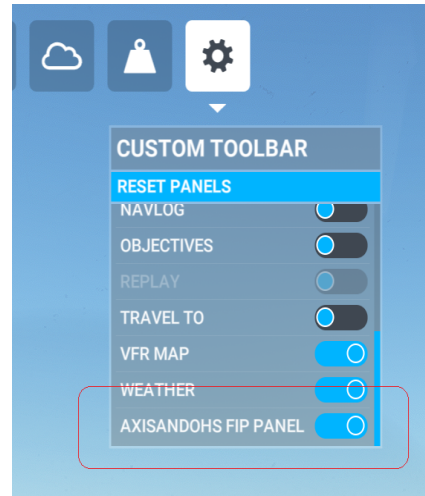 CUSTOM TOOLBAR
RESET PANELS
NAVLOG
OBJECTIVES
REPLAY
TRAVEL TO
VFR MAP
WEATHER
AXISANDOHS FIP PANEL